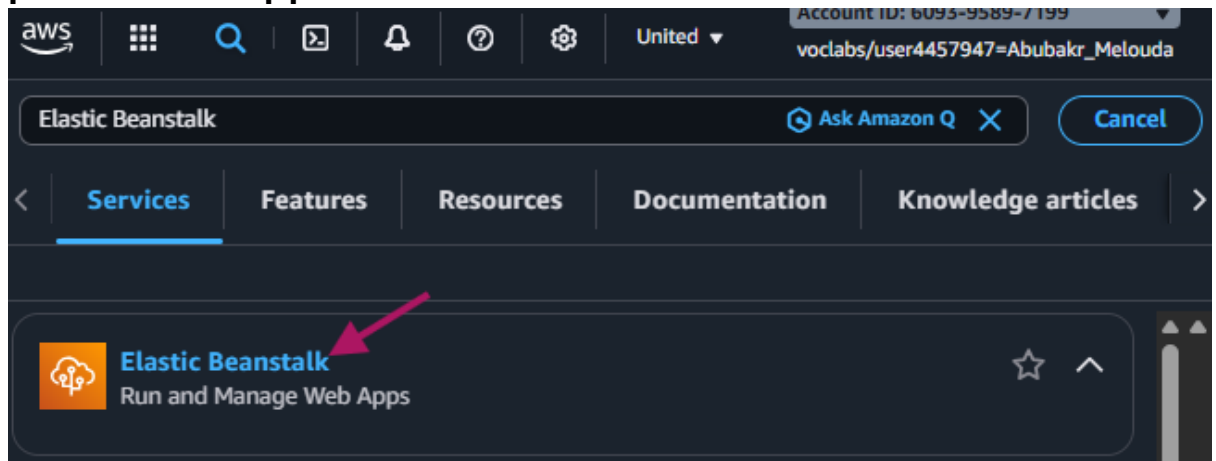 aws
United
Account ID: 6093-9589-7199
voclabs/user4457947=Abubakr_Melouda
Elastic Beanstalk
Ask Amazon Q
Cancel
Services
Features
Resources
Documentation
Knowledge articles
Elastic Beanstalk
Run and Manage Web Apps